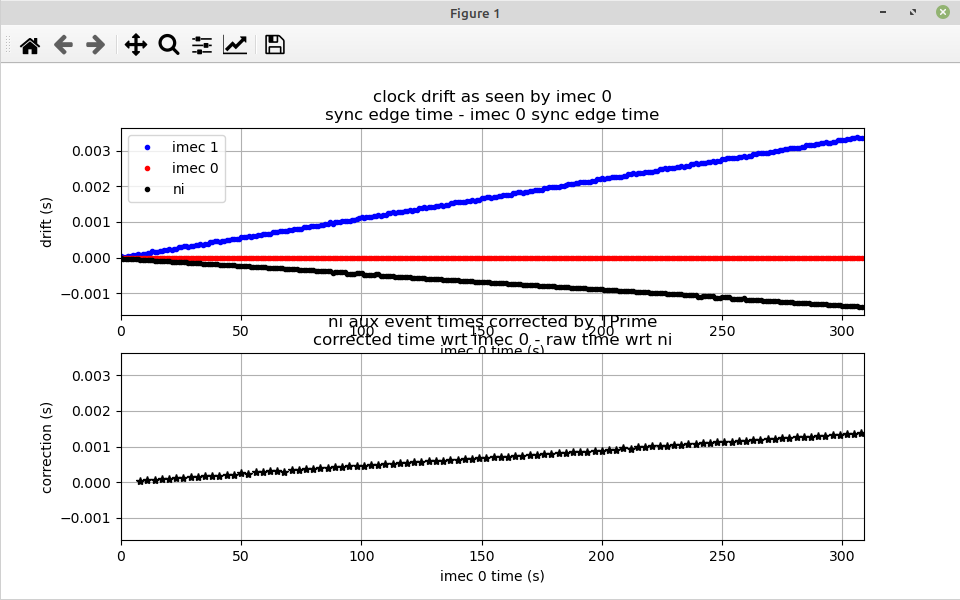 Figure 1
clock drift as seen by imec 0
sync edge time - imec 0 sync edge time
imec 1
imec 0
ni
drift (s)
0.003
0.002
0.001
0.000
−0.001
0 50 100 150 200 250 300
imec 0 time (s)
ni aux event times corrected by TPrime
corrected time wrt imec 0 - raw time wrt ni
correction (s)
0.003
0.002
0.001
0.000
−0.001
0 50 100 150 200 250 300
imec 0 time (s)